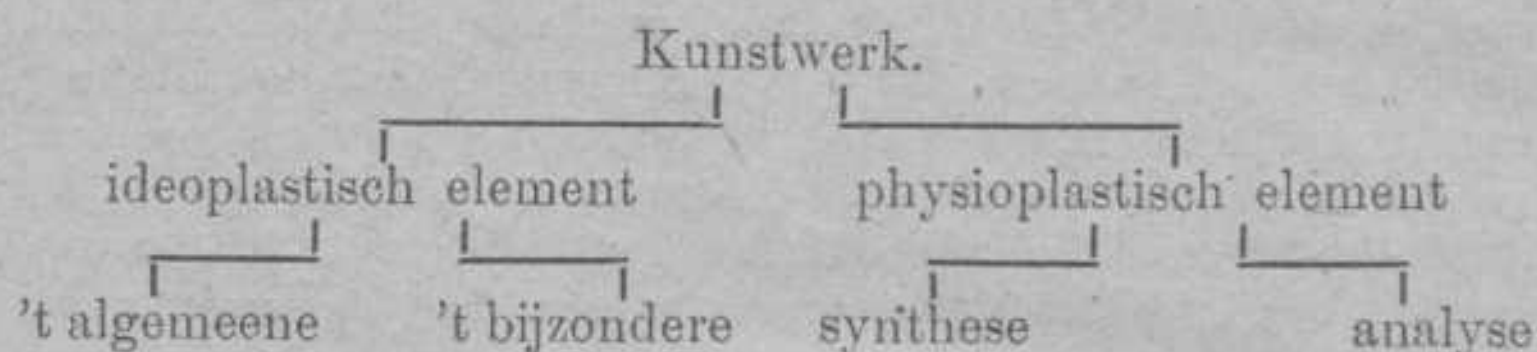 Kunstwerk.
ideoplastisch element physioplastisch element
't algemeene 't bijzondere synthese analyse